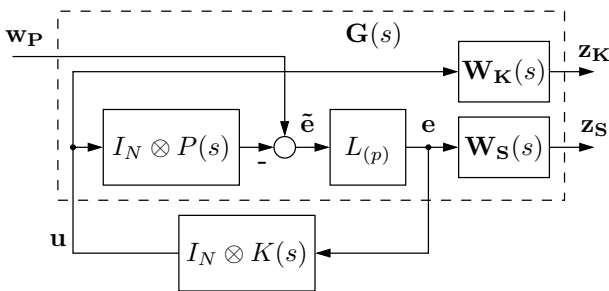 w_P
G(s)
z_K
W_K(s)
ẽ
e
z_S
I_N ⊗ P(s)
-
L_(p)
W_S(s)
u
I_N ⊗ K(s)